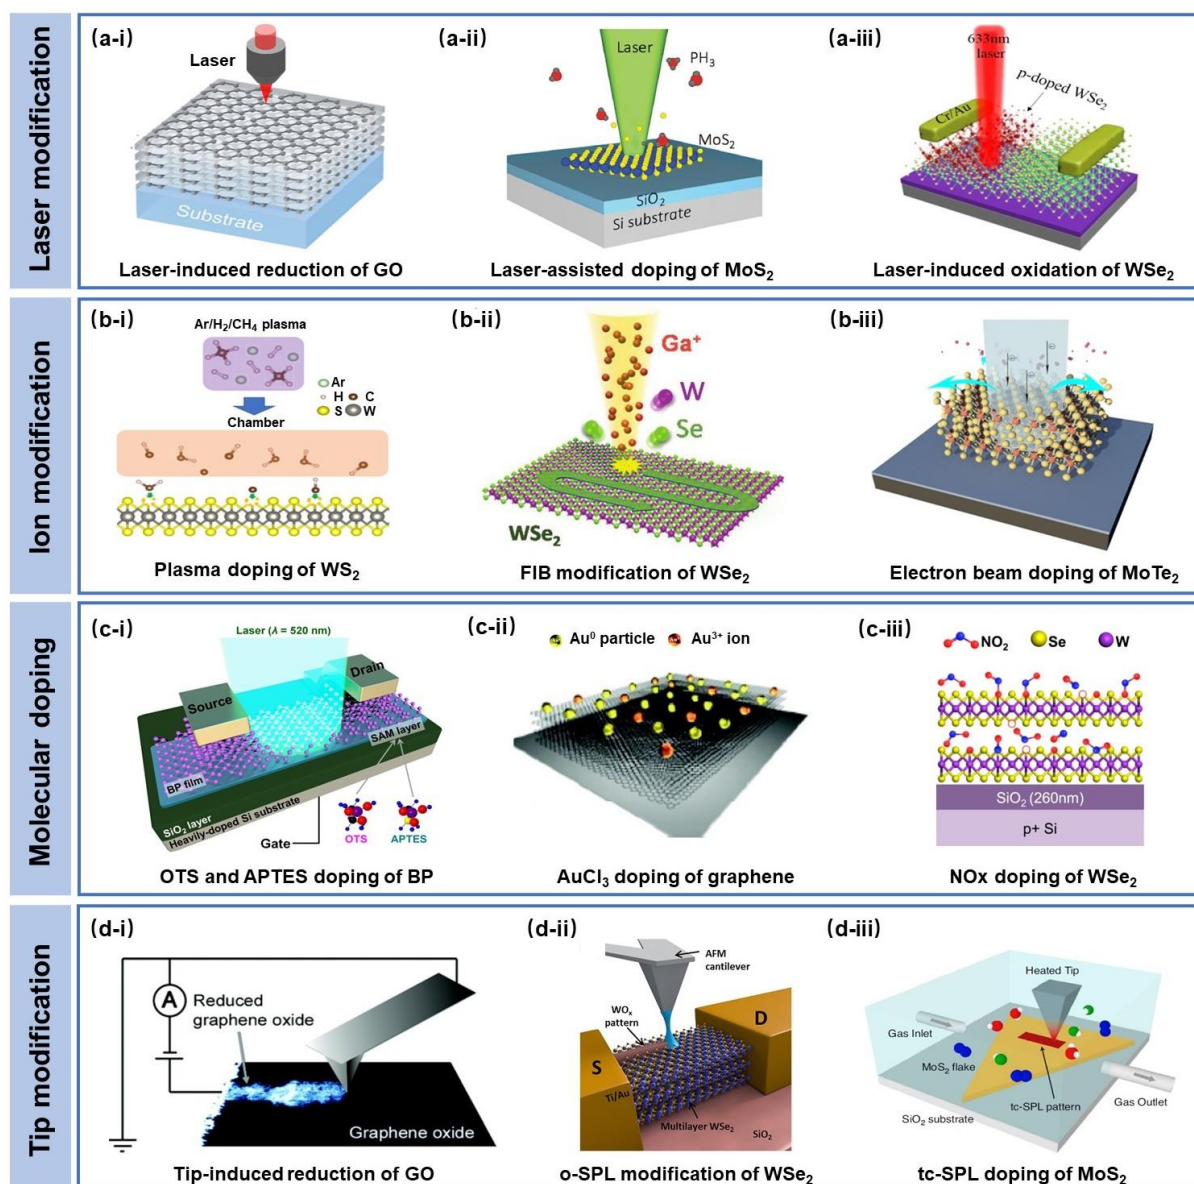 Laser modification
(a-i)
Laser
Substrate
Laser-induced reduction of GO
(a-ii)
Laser
PH3
MoS2
SiO2
Si substrate
Laser-assisted doping of MoS2
(a-iii)
633nm
laser
p-doped WSe2
Cr/Au
Laser-induced oxidation of WSe2
Ion modification
(b-i)
Ar/H2/CH4 plasma
Ar
H C
S W
Chamber
Plasma doping of WS2
(b-ii)
Ga+
W
Se
WSe2
FIB modification of WSe2
(b-iii)
Electron beam doping of MoTe2
Molecular doping
(c-i)
Laser (λ = 520 nm)
Drain
Source
SAM layer
BP film
SiO2 layer
Heavily-doped Si substrate
Gate
OTS APTES
OTS and APTES doping of BP
(c-ii)
Au0 particle Au3+ ion
AuCl3 doping of graphene
(c-iii)
NO2 Se W
SiO2 (260nm)
p+ Si
NOx doping of WSe2
Tip modification
(d-i)
A
Reduced
graphene oxide
Graphene oxide
Tip-induced reduction of GO
(d-ii)
AFM
cantilever
WOx
pattern
D
S
Ti/Au
Multilayer WSe2
SiO2
o-SPL modification of WSe2
(d-iii)
Heated Tip
Gas Inlet
MoS2 flake
tc-SPL pattern
Gas Outlet
SiO2 substrate
tc-SPL doping of MoS2